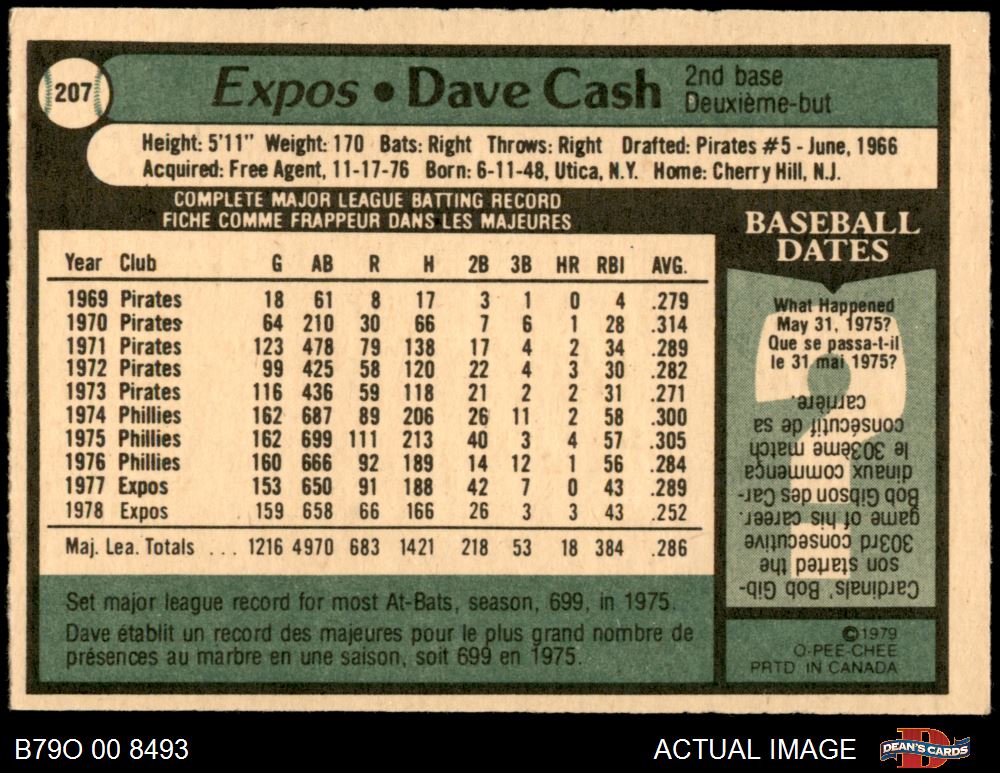 207
Expos • Dave Cash
2nd base
Deuxième-but
Height: 5'11" Weight: 170 Bats: Right Throws: Right Drafted: Pirates #5 - June, 1966
Acquired: Free Agent, 11-17-76 Born: 6-11-48, Utica, N.Y. Home: Cherry Hill, N.J.
COMPLETE MAJOR LEAGUE BATTING RECORD
FICHE COMME FRAPPEUR DANS LES MAJEURES
Year Club G AB R H 2B 3B HR RBI AVG.
1969 Pirates 18 61 8 17 3 1 0 4 .279
1970 Pirates 64 210 30 66 7 6 1 28 .314
1971 Pirates 123 478 79 138 17 4 2 34 .289
1972 Pirates 99 425 58 120 22 4 3 30 .282
1973 Pirates 116 436 59 118 21 2 2 31 .271
1974 Phillies 162 687 89 206 26 11 2 58 .300
1975 Phillies 162 699 111 213 40 3 4 57 .305
1976 Phillies 160 666 92 189 14 12 1 56 .284
1977 Expos 153 650 91 188 42 7 0 43 .289
1978 Expos 159 658 66 166 26 3 3 43 .252
Maj. Lea. Totals ... 1216 4970 683 1421 218 53 18 384 .286
Set major league record for most At-Bats, season, 699, in 1975.
Dave établit un record des majeures pour le plus grand nombre de
présences au marbre en une saison, soit 699 en 1975.
BASEBALL
DATES
What Happened
May 31, 1975?
Que se passa-t-il
le 31 mai 1975?
Cardinals' Bob Gib-
son started the
303rd consecutive
game of his career.
Bob Gibson des Car-
dinaux commença
le 303ème match
consécutif de sa
carrière.
©1979
O-PEE-CHEE
PRTD IN CANADA
B79O 00 8493
ACTUAL IMAGE
DEAN'S CARDS